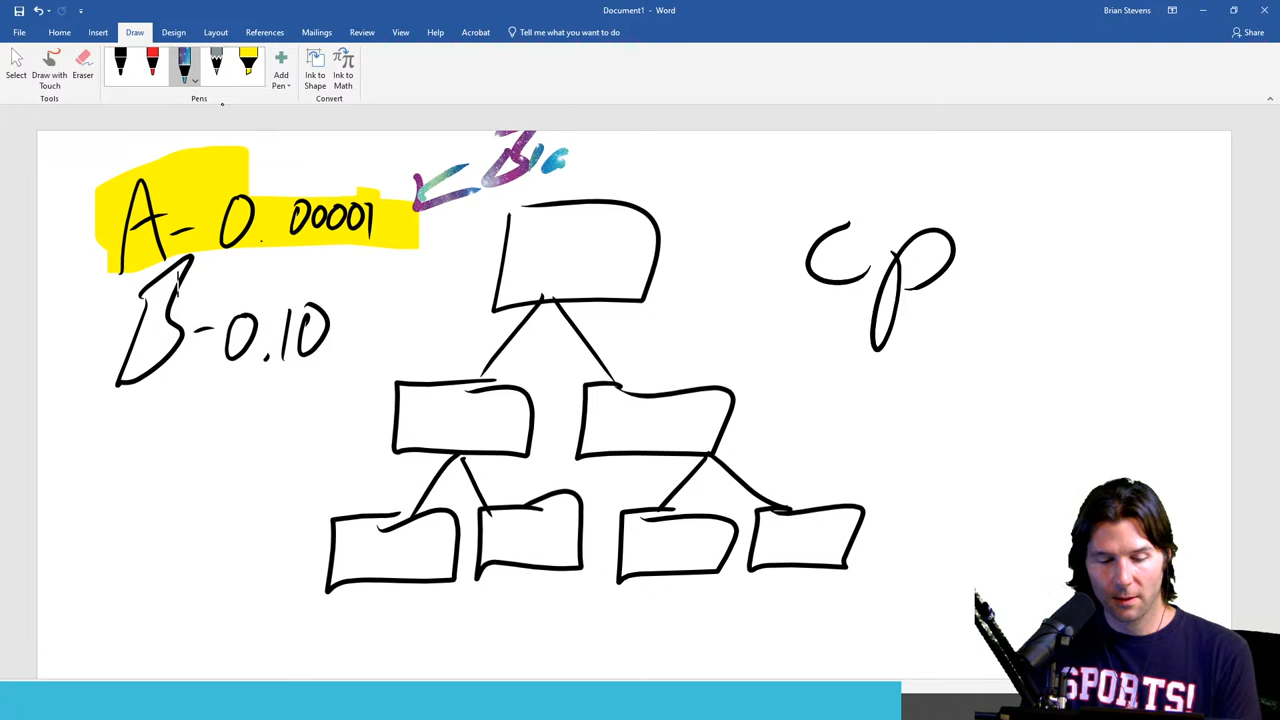 Document1 - Word
Brian Stevens
File Home Insert Draw Design Layout References Mailings Review View Help Acrobat Tell me what you want to do
Share
Select
Draw with Touch
Eraser
Add Pen
Ink to Shape
Ink to Math
Tools
Pens
Convert
A- 0.00001
B-0.10
cp
SPORTS!